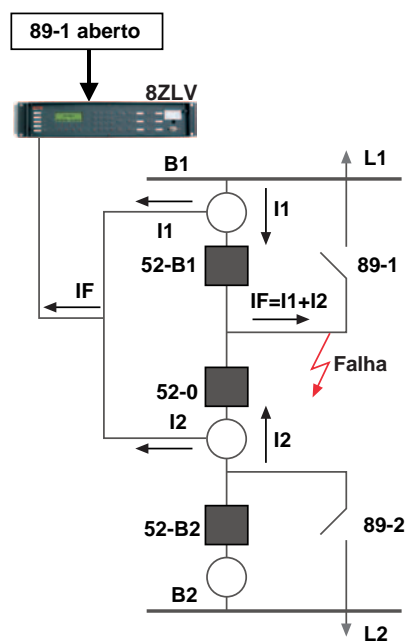 89-1 aberto
8ZLV
B1
L1
I1
I1
52-B1
89-1
IF
IF=I1+I2
Falha
52-0
I2
I2
52-B2
89-2
B2
L2